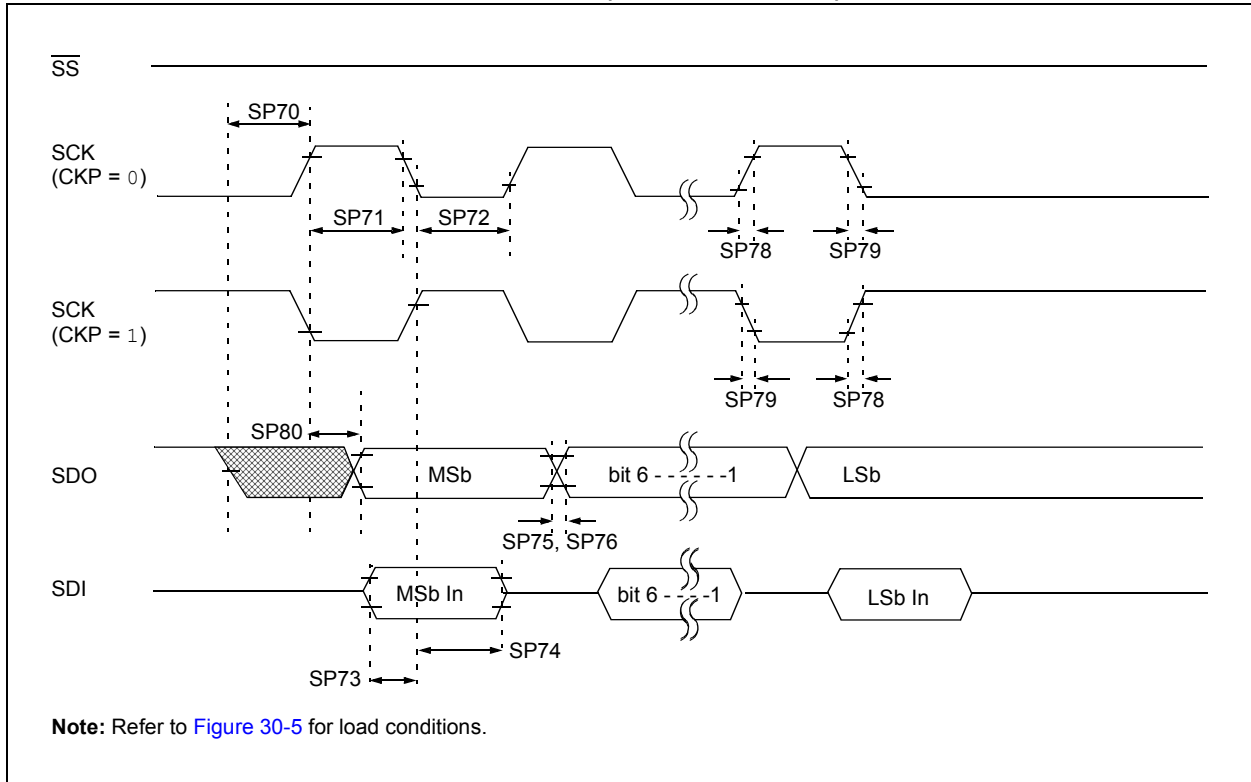 SS
SP70
SCK
(CKP = 0)
SP71
SP72
SP78
SP79
SCK
(CKP = 1)
SP79
SP78
SP80
SDO
MSb
bit 6 - - - - - -1
LSb
SP75, SP76
SDI
MSb In
bit 6 - - - - -1
LSb In
SP74
SP73
Note: Refer to Figure 30-5 for load conditions.